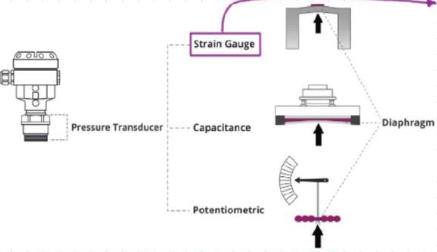 Strain Gauge
Pressure Transducer
Capacitance
Diaphragm
Potentiometric